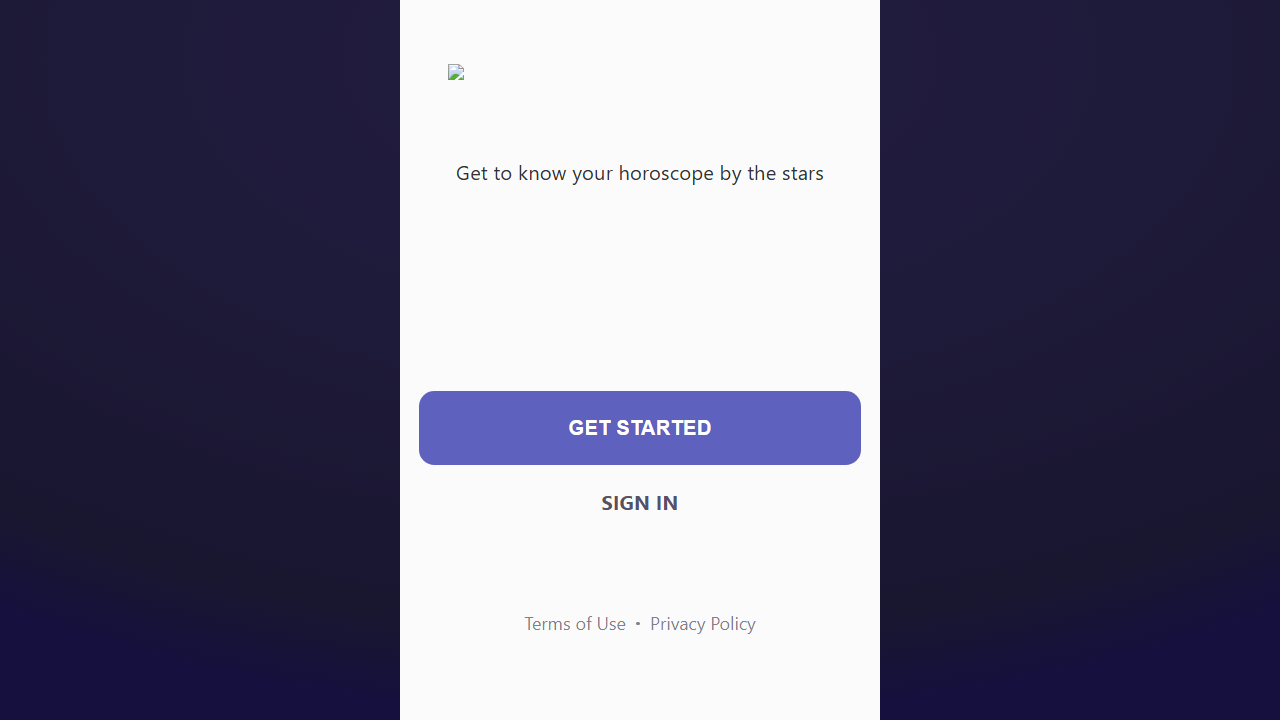 Get to know your horoscope by the stars
GET STARTED
SIGN IN
Terms of Use • Privacy Policy